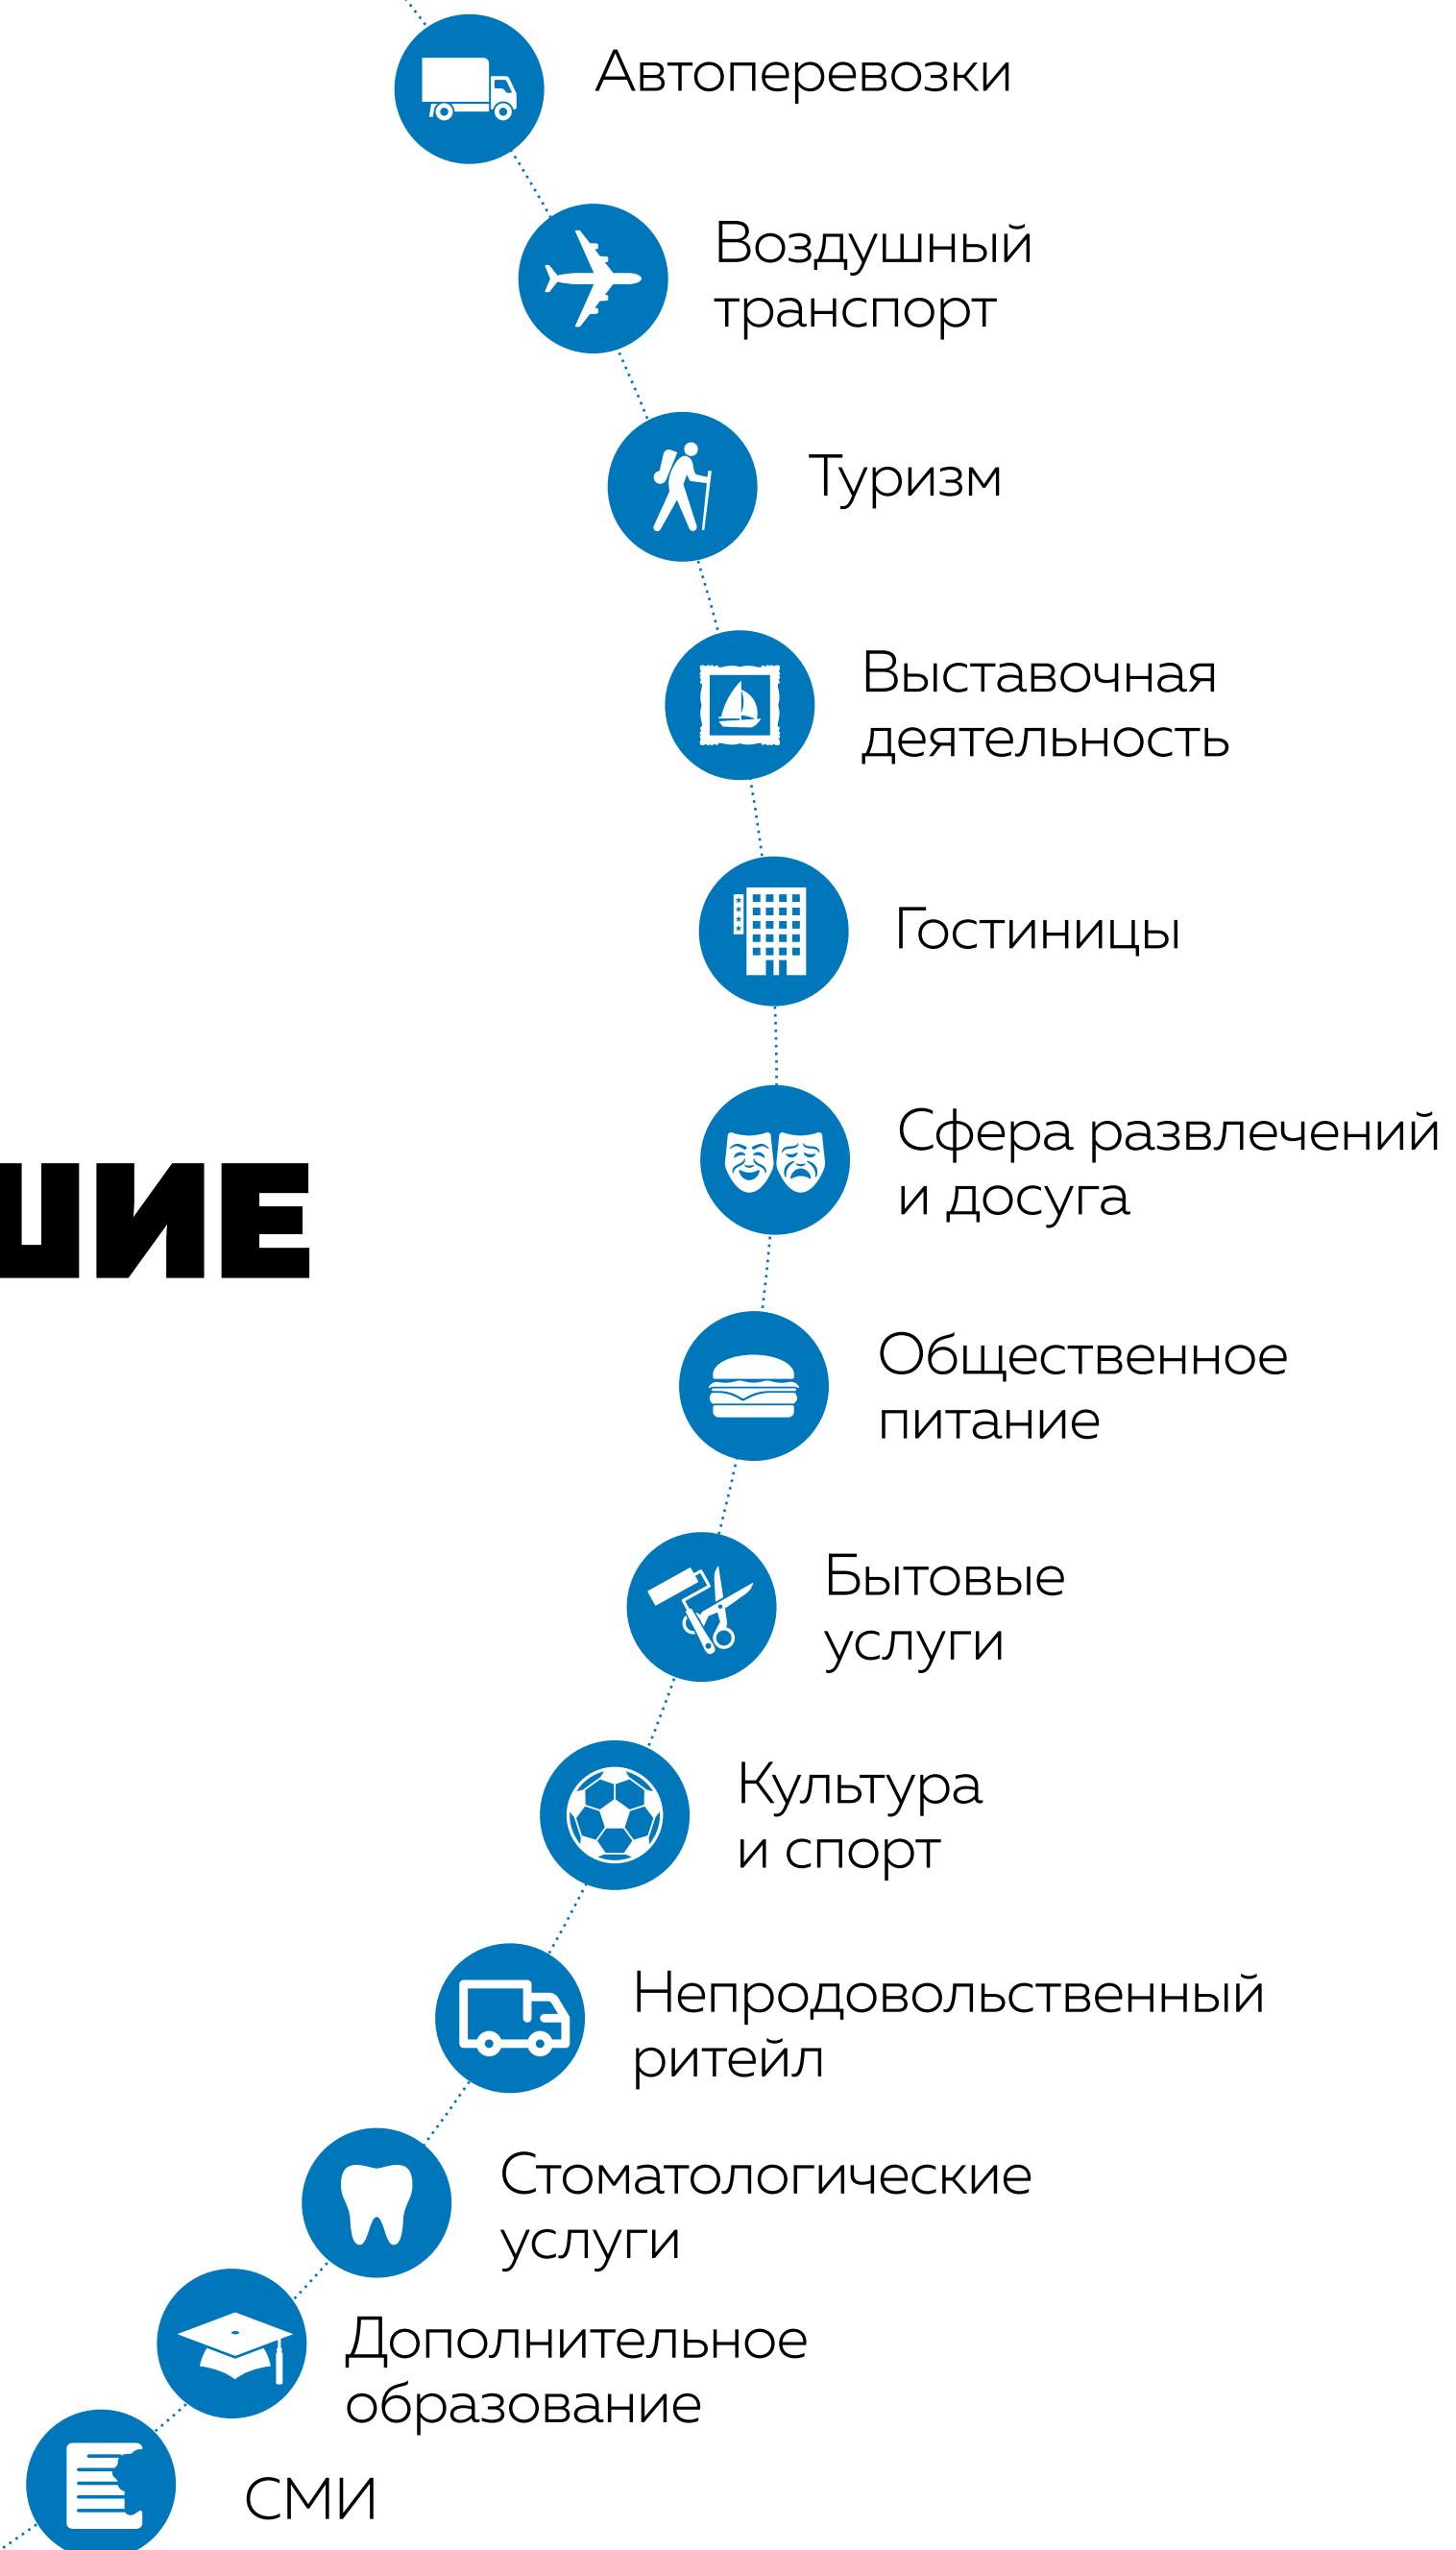 Автоперевозки
Воздушный
транспорт
Туризм
Выставочная
деятельность
Гостиницы
Сфера развлечений
и досуга
ШИЕ
Общественное
питание
Бытовые
услуги
Культура
и спорт
Непродовольственный
ритейл
Стоматологические
услуги
Дополнительное
образование
СМИ